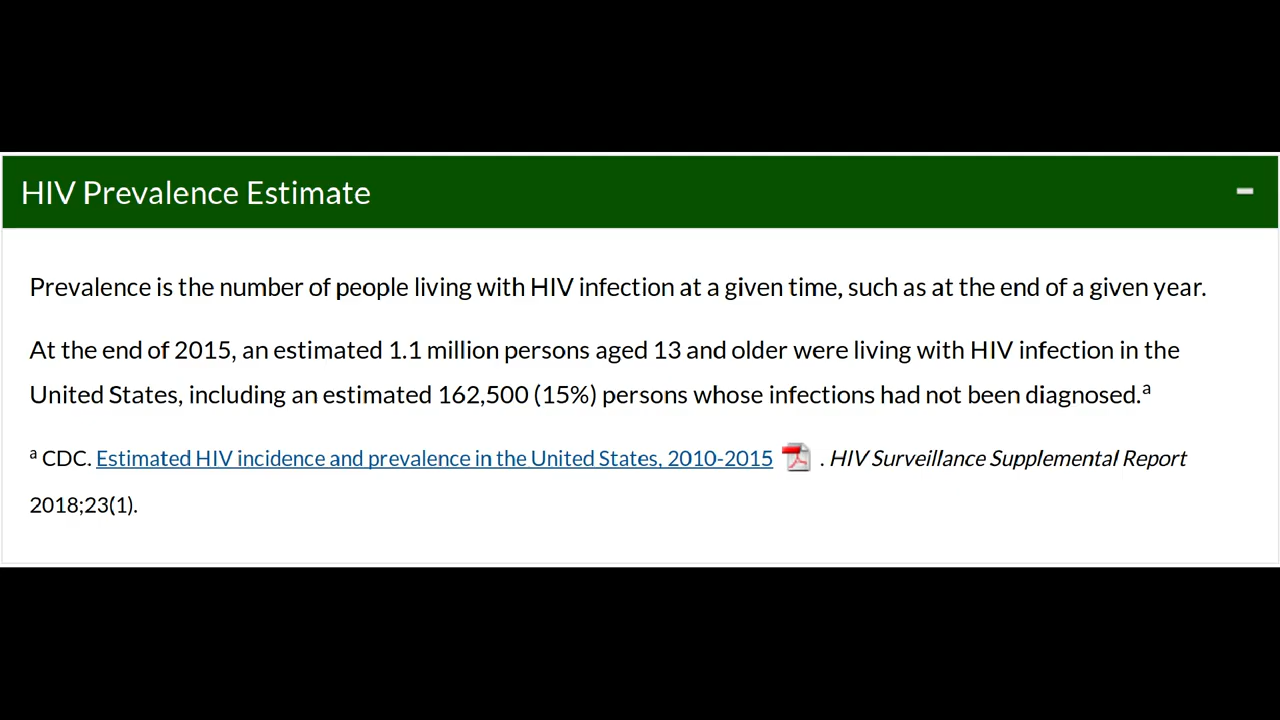 HIV Prevalence Estimate
Prevalence is the number of people living with HIV infection at a given time, such as at the end of a given year.
At the end of 2015, an estimated 1.1 million persons aged 13 and older were living with HIV infection in the
United States, including an estimated 162,500 (15%) persons whose infections had not been diagnosed.ᵃ
ᵃ CDC. Estimated HIV incidence and prevalence in the United States, 2010-2015 . HIV Surveillance Supplemental Report
2018;23(1).